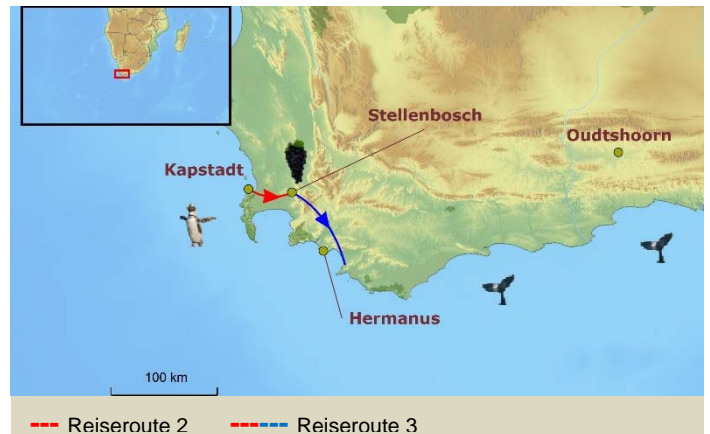 Stellenbosch
Oudtshoorn
Kapstadt
Hermanus
100 km
Reiseroute 2 Reiseroute 3